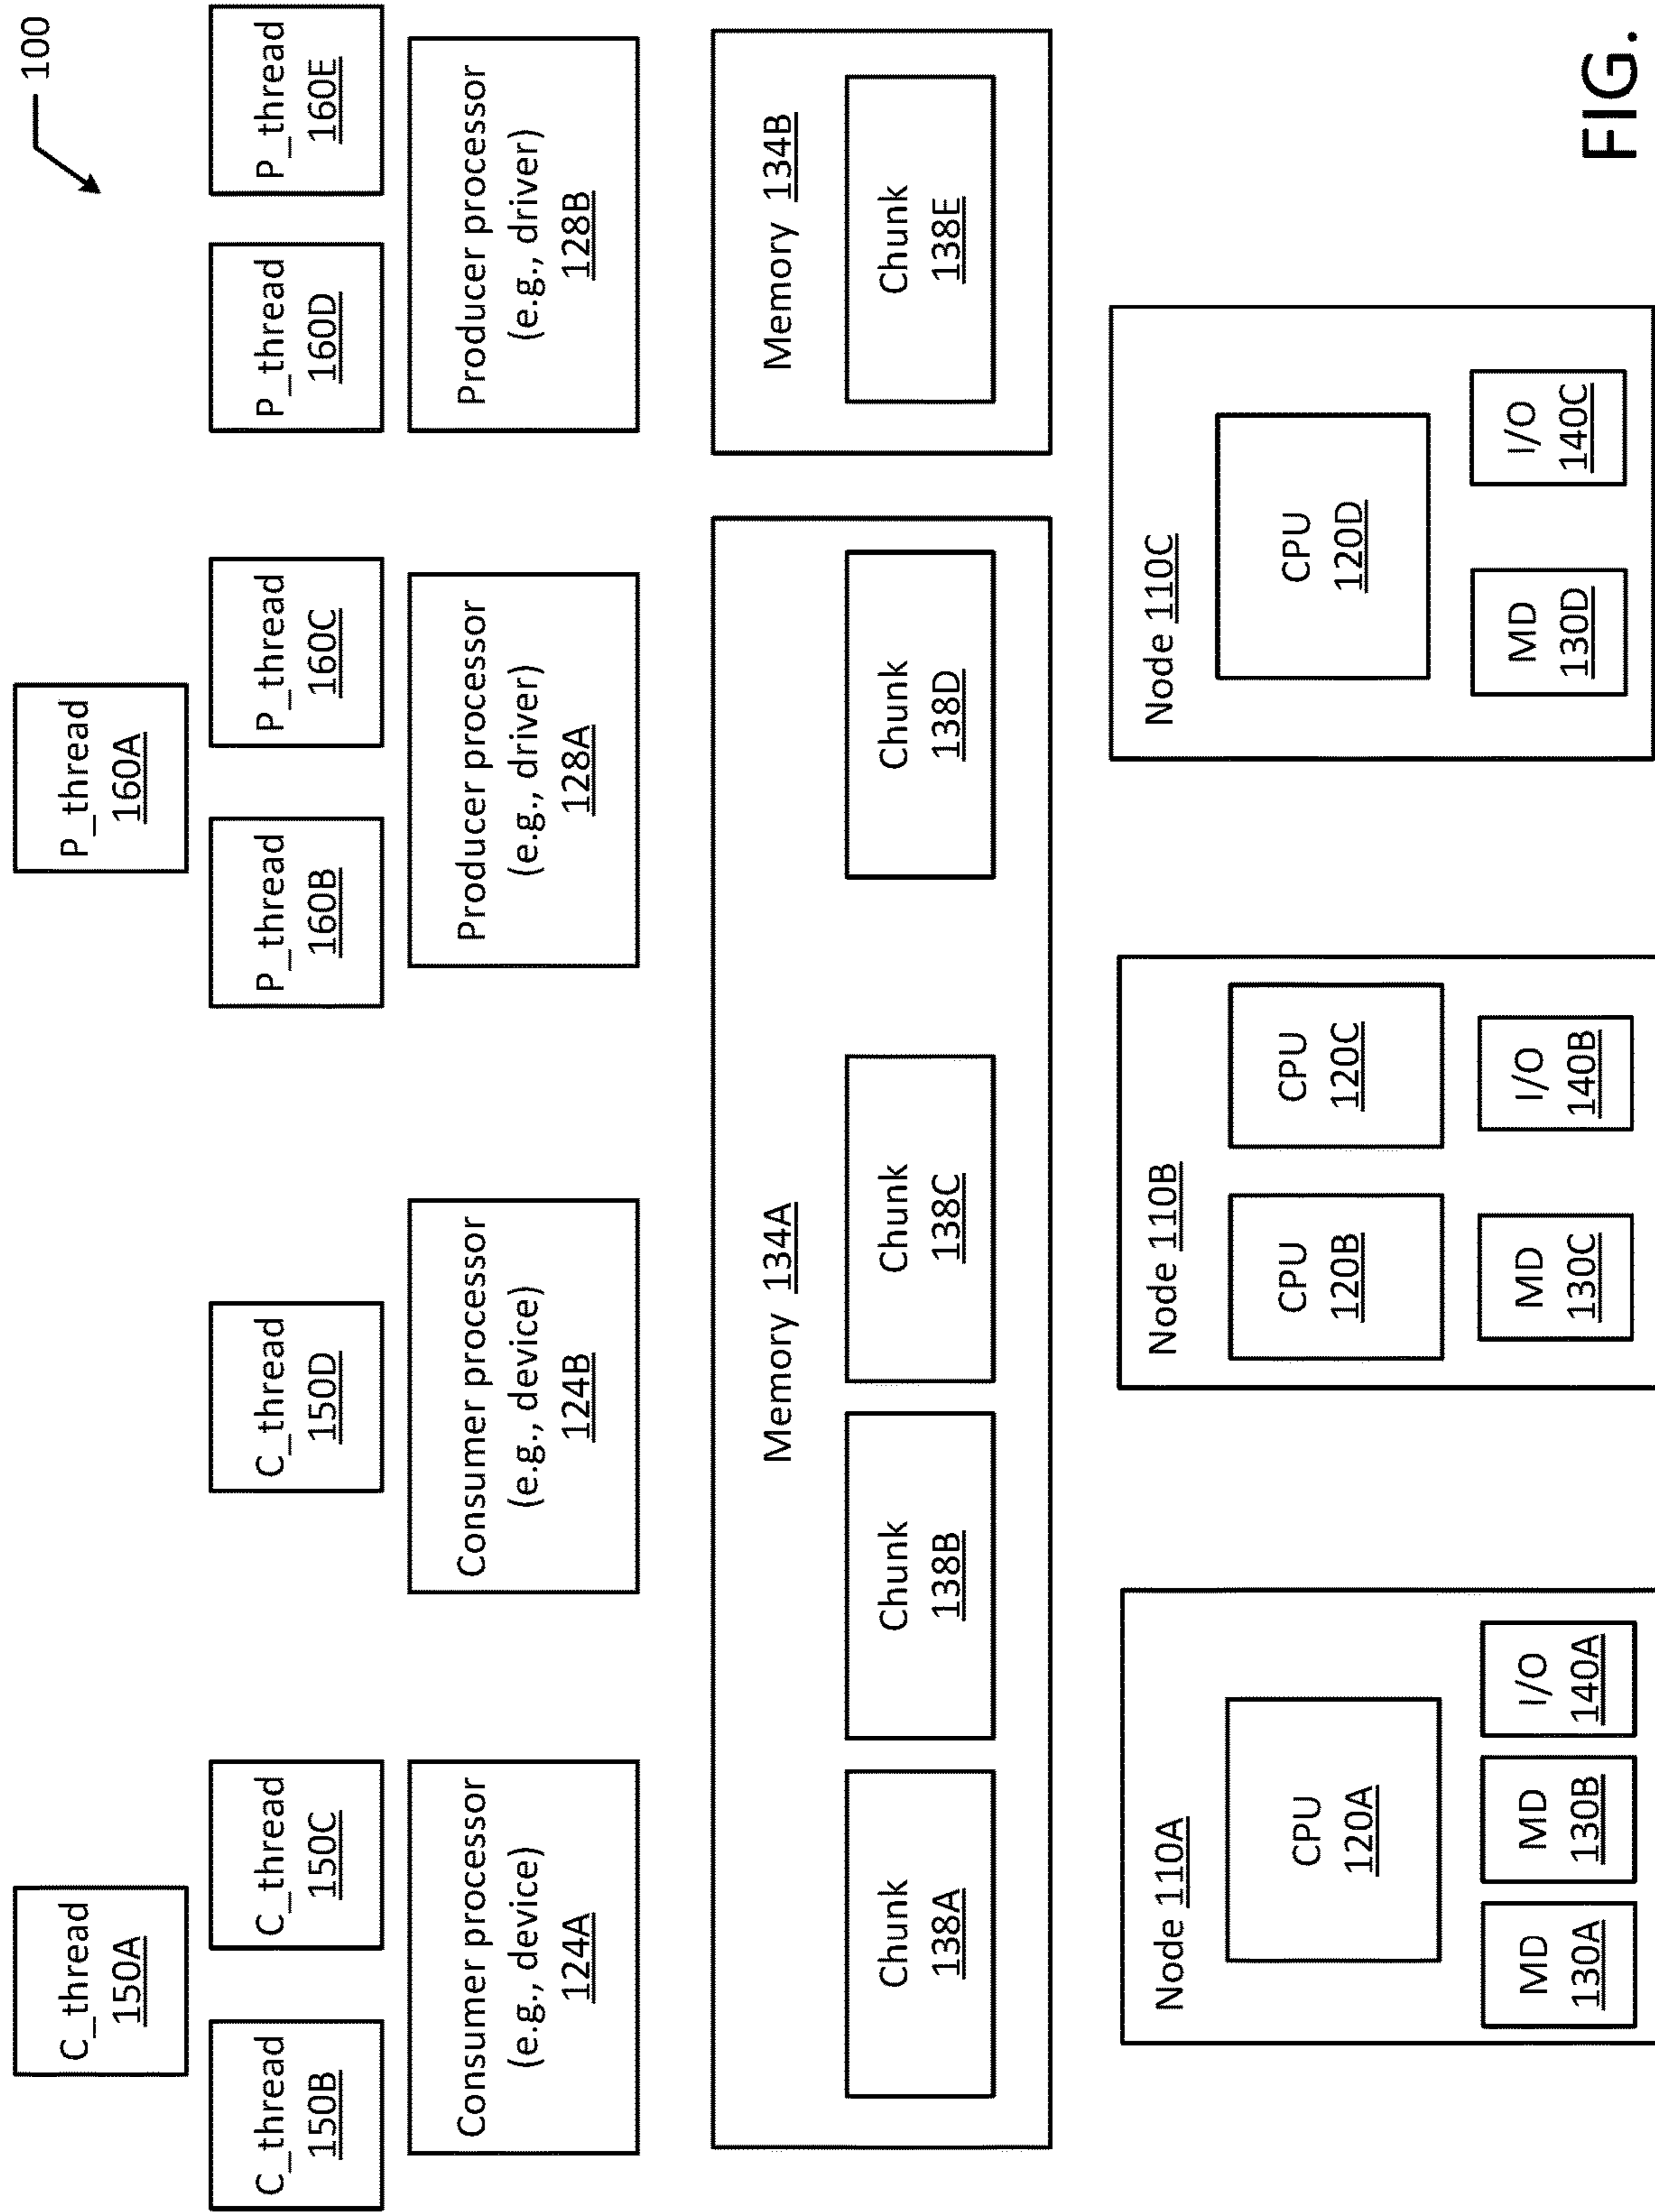 100
C_thread
150A
P_thread
160A
C_thread
150B
C_thread
150C
C_thread
150D
P_thread
160B
P_thread
160C
P_thread
160D
P_thread
160E
Consumer processor
(e.g., device)
124A
Consumer processor
(e.g., device)
124B
Producer processor
(e.g., driver)
128A
Producer processor
(e.g., driver)
128B
Memory 134A
Chunk
138A
Chunk
138B
Chunk
138C
Chunk
138D
Memory 134B
Chunk
138E
Node 110A
CPU
120A
MD
130A
MD
130B
I/O
140A
Node 110B
CPU
120B
CPU
120C
MD
130C
I/O
140B
Node 110C
CPU
120D
MD
130D
I/O
140C
FIG.